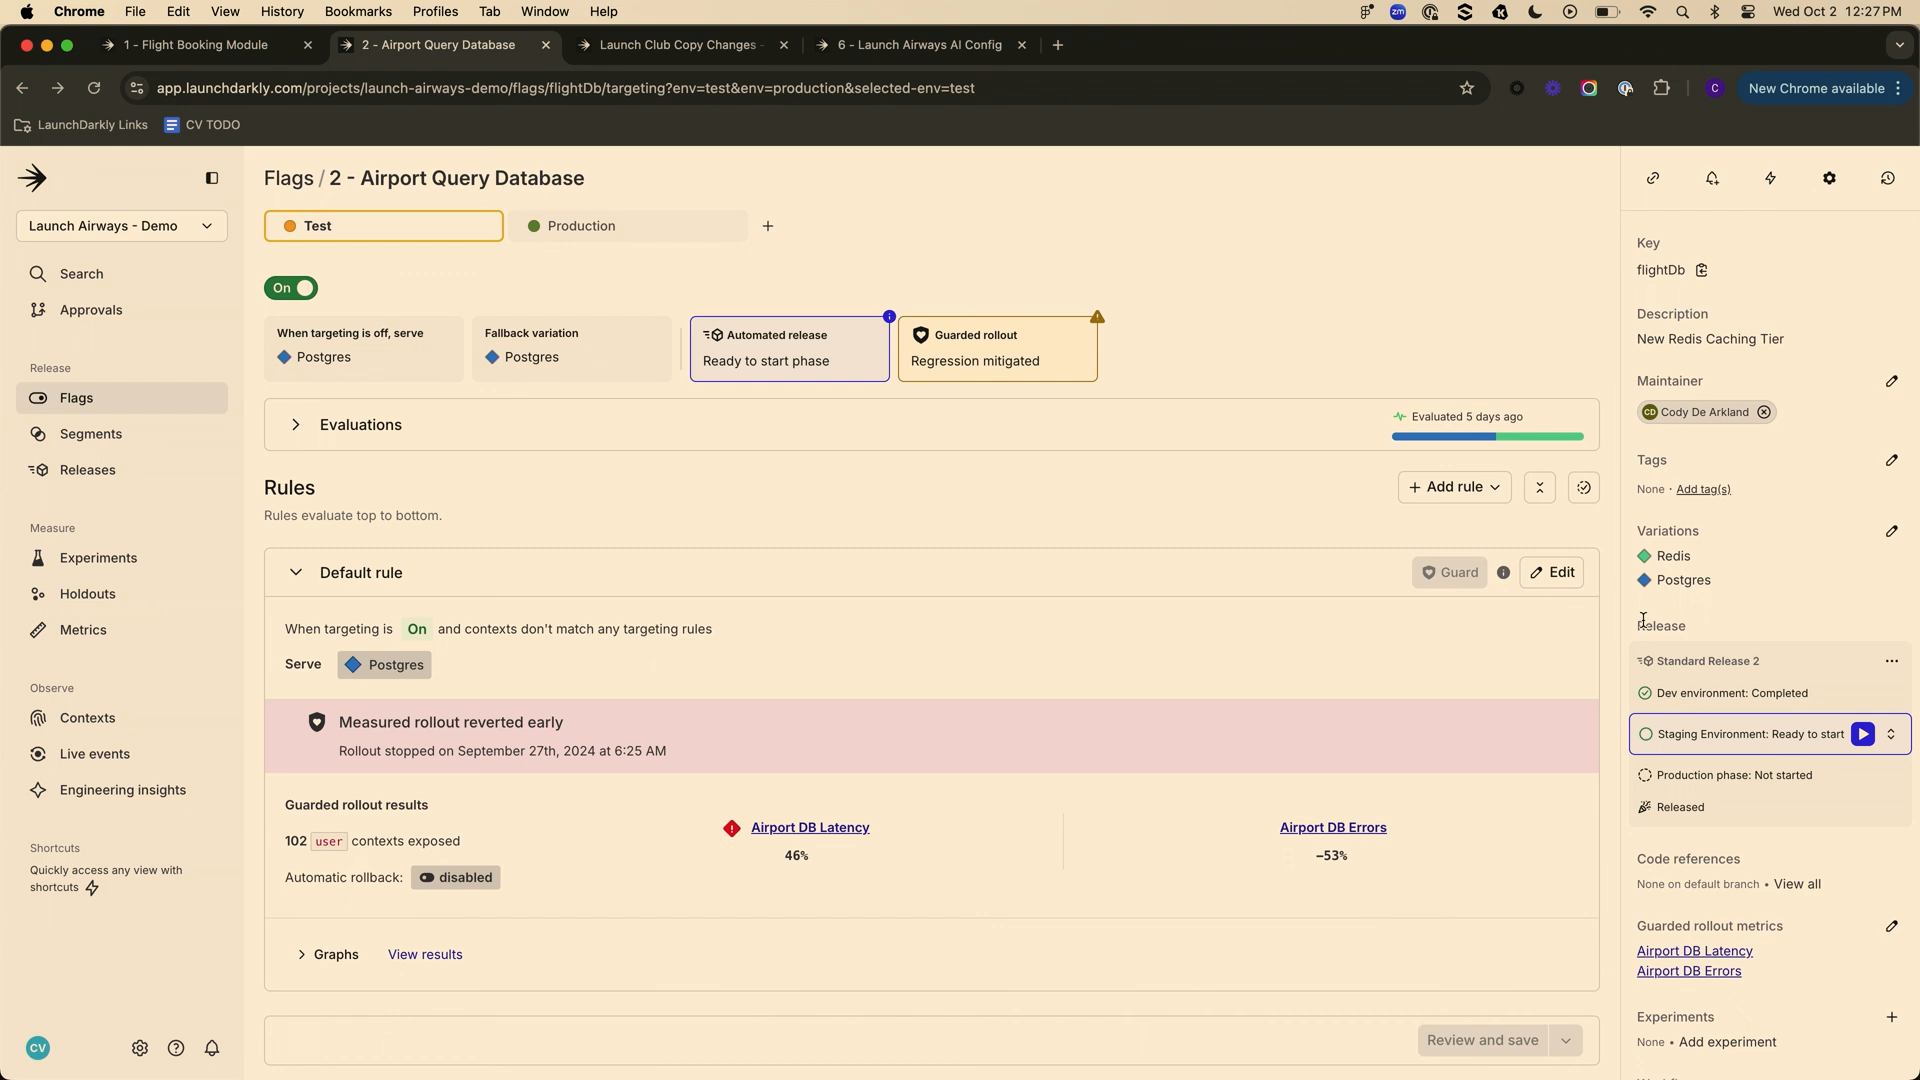 Chrome File Edit View History Bookmarks Profiles Tab Window Help
zm
Wed Oct 2 12:27 PM
1 - Flight Booking Module
2 - Airport Query Database
Launch Club Copy Changes -
6 - Launch Airways AI Config
app.launchdarkly.com/projects/launch-airways-demo/flags/flightDb/targeting?env=test&env=production&selected-env=test
C
New Chrome available
LaunchDarkly Links
CV TODO
Launch Airways - Demo
Search
Approvals
Release
Flags
Segments
Releases
Measure
Experiments
Holdouts
Metrics
Observe
Contexts
Live events
Engineering insights
Shortcuts
Quickly access any view with
shortcuts
CV
Flags / 2 - Airport Query Database
Test
Production
On
When targeting is off, serve
Postgres
Fallback variation
Postgres
Automated release
Ready to start phase
Guarded rollout
Regression mitigated
Evaluations
Evaluated 5 days ago
Rules
Rules evaluate top to bottom.
Add rule
Default rule
Guard
Edit
When targeting is On and contexts don't match any targeting rules
Serve Postgres
Measured rollout reverted early
Rollout stopped on September 27th, 2024 at 6:25 AM
Guarded rollout results
102 user contexts exposed
Automatic rollback: disabled
Airport DB Latency
46%
Airport DB Errors
−53%
Graphs
View results
Review and save
Key
flightDb
Description
New Redis Caching Tier
Maintainer
CD Cody De Arkland
Tags
None • Add tag(s)
Variations
Redis
Postgres
Release
Standard Release 2
Dev environment: Completed
Staging Environment: Ready to start
Production phase: Not started
Released
Code references
None on default branch • View all
Guarded rollout metrics
Airport DB Latency
Airport DB Errors
Experiments
None • Add experiment